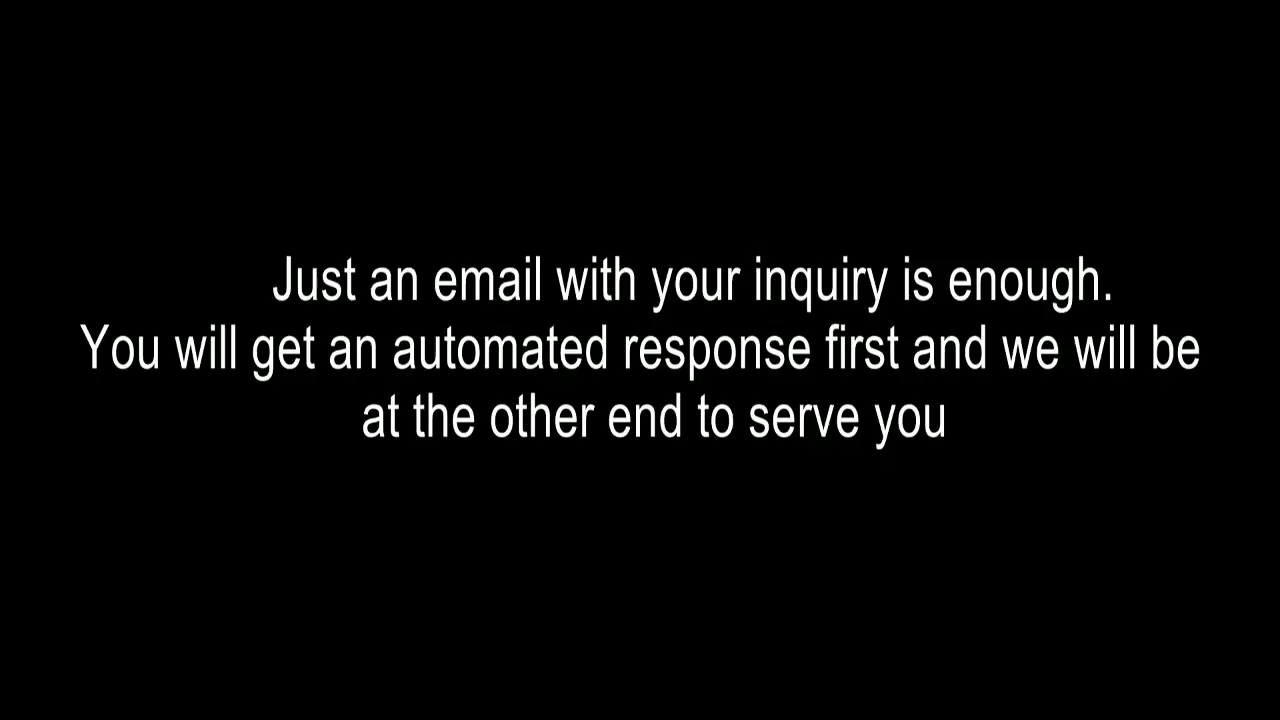 Just an email with your inquiry is enough.
You will get an automated response first and we will be
at the other end to serve you